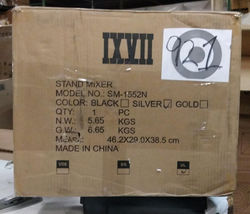 IXVII
921
STAND MIXER
MODEL NO.: SM-1552N
COLOR: BLACK SILVER GOLD
QTY: 1 PC
N.W.: 5.65 KGS
G.W.: 6.65 KGS
MEAS.: 46.2X29.0X38.5 cm
MADE IN CHINA